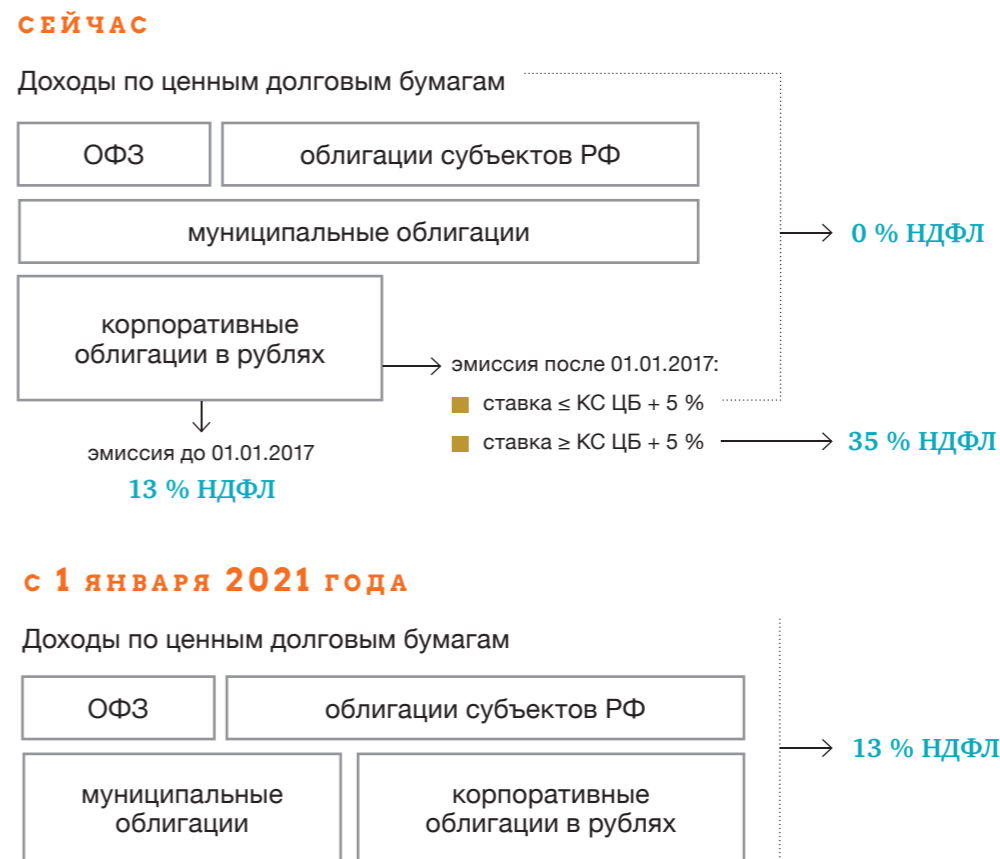 СЕЙЧАС
Доходы по ценным долговым бумагам
ОФЗ
облигации субъектов РФ
муниципальные облигации
0 % НДФЛ
корпоративные
облигации в рублях
эмиссия после 01.01.2017:
ставка ≤ КС ЦБ + 5 %
ставка ≥ КС ЦБ + 5 %
35 % НДФЛ
эмиссия до 01.01.2017
13 % НДФЛ
С 1 ЯНВАРЯ 2021 ГОДА
Доходы по ценным долговым бумагам
ОФЗ
облигации субъектов РФ
13 % НДФЛ
муниципальные
облигации
корпоративные
облигации в рублях